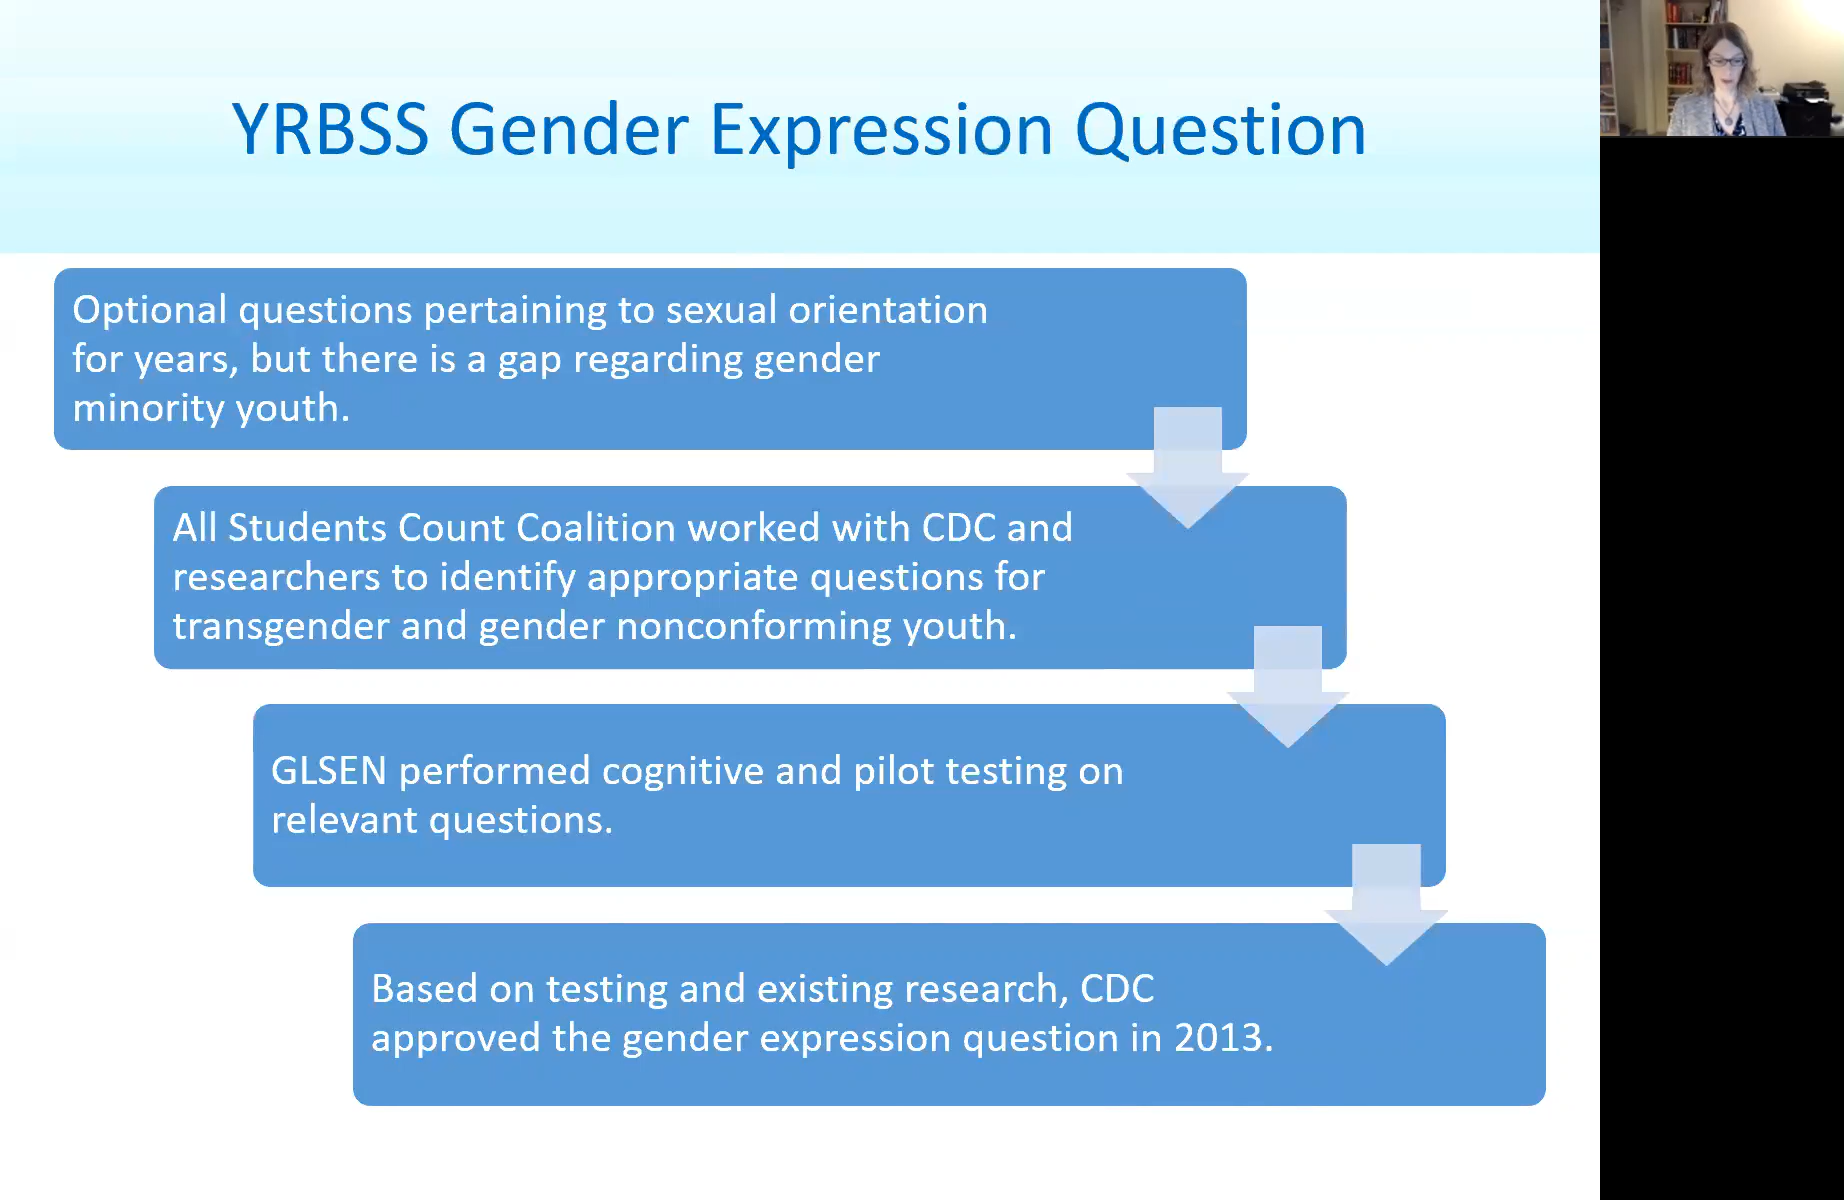 YRBSS Gender Expression Question
Optional questions pertaining to sexual orientation
for years, but there is a gap regarding gender
minority youth.
All Students Count Coalition worked with CDC and
researchers to identify appropriate questions for
transgender and gender nonconforming youth.
GLSEN performed cognitive and pilot testing on
relevant questions.
Based on testing and existing research, CDC
approved the gender expression question in 2013.